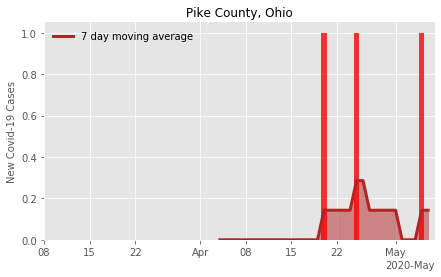 Pike County, Ohio
7 day moving average
New Covid-19 Cases
1.0
0.8
0.6
0.4
0.2
0.0
08 15 22 Apr 08 15 22 May
2020-May